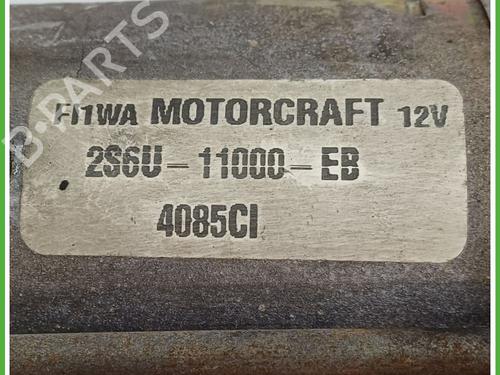 B-PARTS
FI1WA MOTORCRAFT 12V
2S6U-11000-EB
4085CI